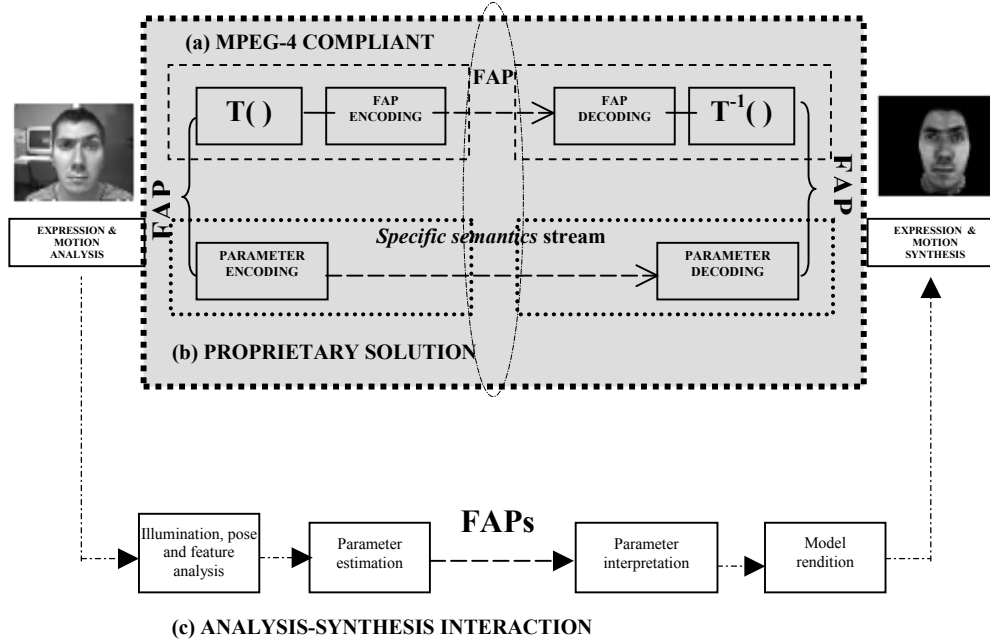 (a) MPEG-4 COMPLIANT
FAP
T( )
FAP
ENCODING
FAP
DECODING
T-1( )
FAP
FAP
EXPRESSION &
MOTION
ANALYSIS
EXPRESSION &
MOTION
SYNTHESIS
Specific semantics stream
PARAMETER
ENCODING
PARAMETER
DECODING
(b) PROPRIETARY SOLUTION
FAPs
Illumination, pose
and feature
analysis
Parameter
estimation
Parameter
interpretation
Model
rendition
(c) ANALYSIS-SYNTHESIS INTERACTION